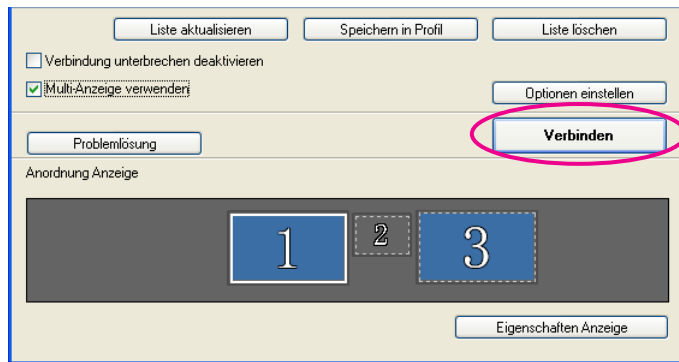 Liste aktualisieren Speichern in Profil Liste löschen
Verbindung unterbrechen deaktivieren
Multi-Anzeige verwenden
Optionen einstellen
Verbinden
Problemlösung
Anordnung Anzeige
1 2 3
Eigenschaften Anzeige